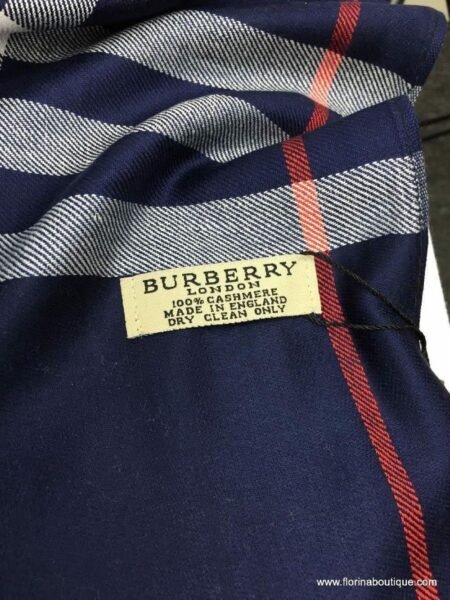 BURBERRY
LONDON
100% CASHMERE
MADE IN ENGLAND
DRY CLEAN ONLY
www.florinaboutique.com